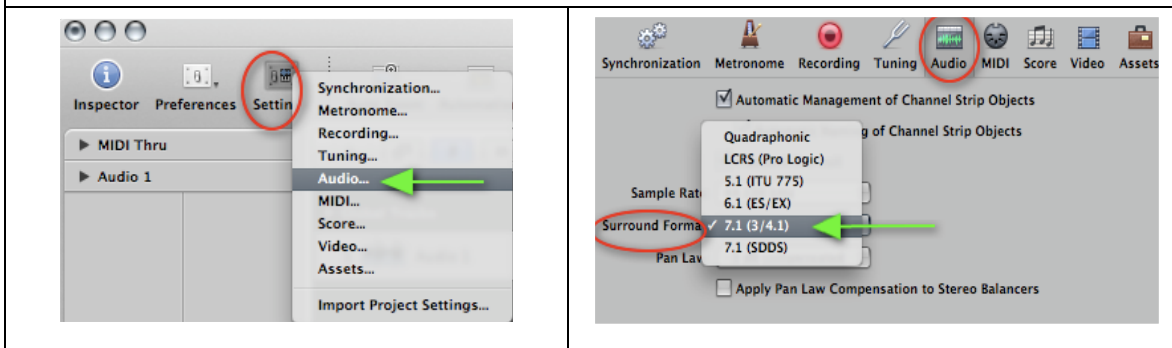 Inspector Preferences Settin
Synchronization...
Metronome...
Recording...
Tuning...
Audio...
MIDI...
Score...
Video...
Assets...
Import Project Settings...
MIDI Thru
Audio 1
Synchronization Metronome Recording Tuning Audio MIDI Score Video Assets
Automatic Management of Channel Strip Objects
g of Channel Strip Objects
Quadraphonic
LCRS (Pro Logic)
5.1 (ITU 775)
6.1 (ES/EX)
✓ 7.1 (3/4.1)
7.1 (SDDS)
Sample Rat
Surround Forma
Pan Lav
Apply Pan Law Compensation to Stereo Balancers